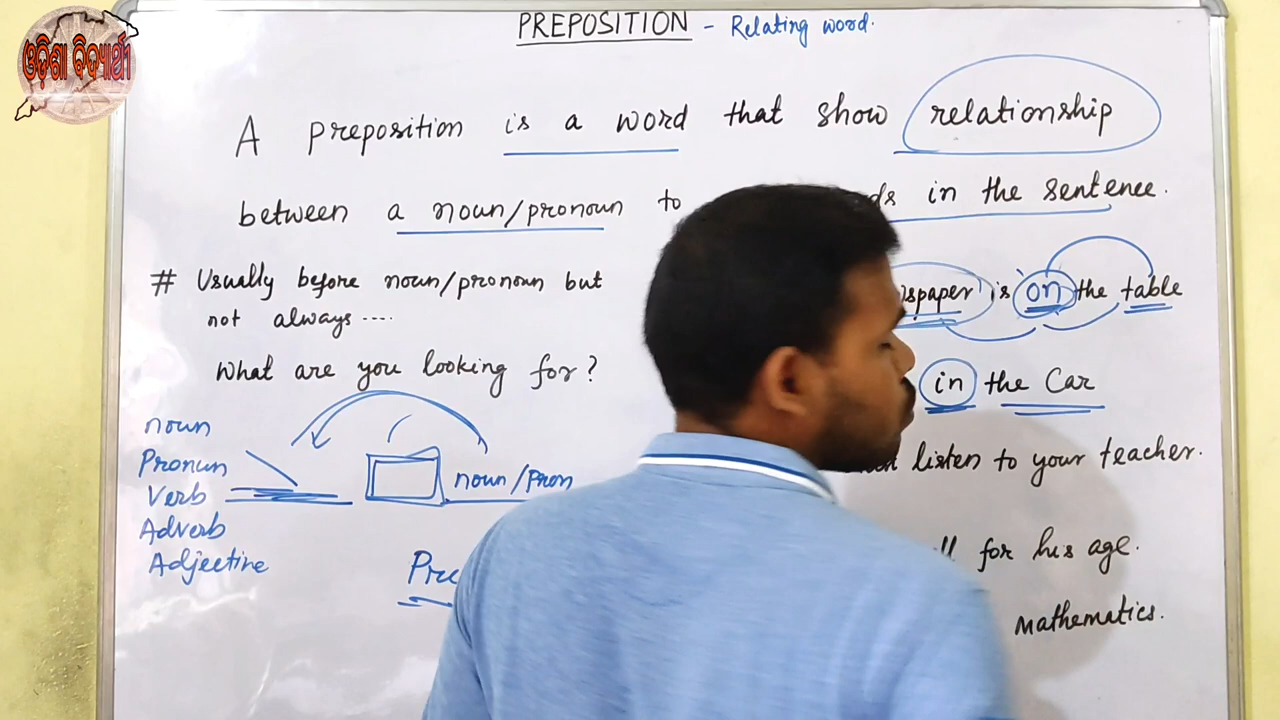 ଓଡ଼ିଶା ବିଦ୍ୟାର୍ଥୀ
PREPOSITION - Relating word.
A preposition is a word that show relationship
between a noun/pronoun to in the sentence.
# Usually before noun/pronoun but
not always ....
is on the table
What are you looking for?
in the Car
noun
Pronun
Verb
Adverb
Adjective
noun/Pron
listen to your teacher.
for his age.
mathematics.